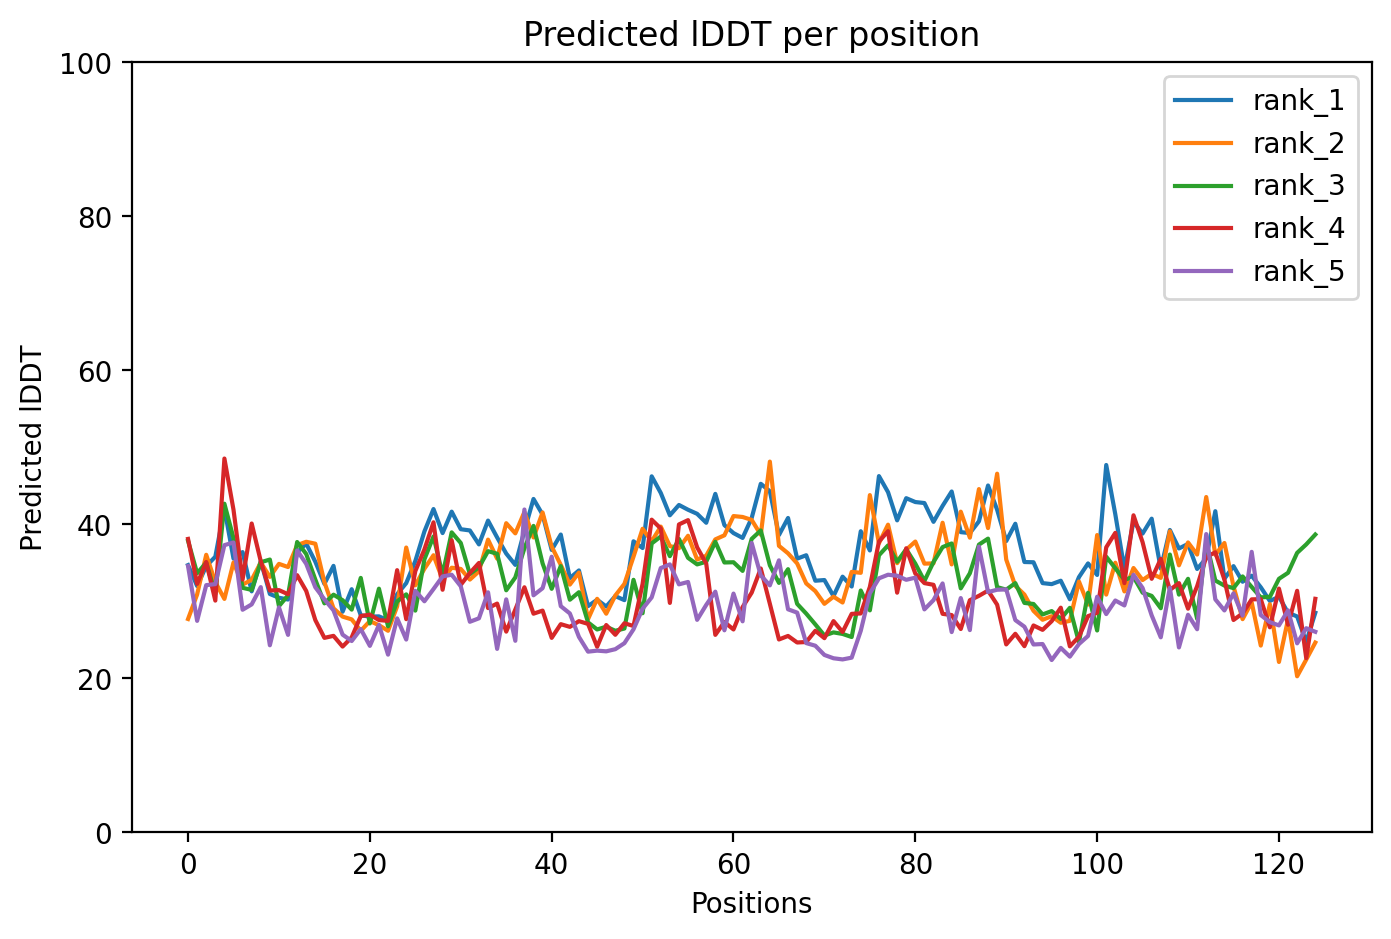 Predicted lDDT per position
100
80
60
40
20
0
Predicted lDDT
0 20 40 60 80 100 120
Positions
rank_1
rank_2
rank_3
rank_4
rank_5